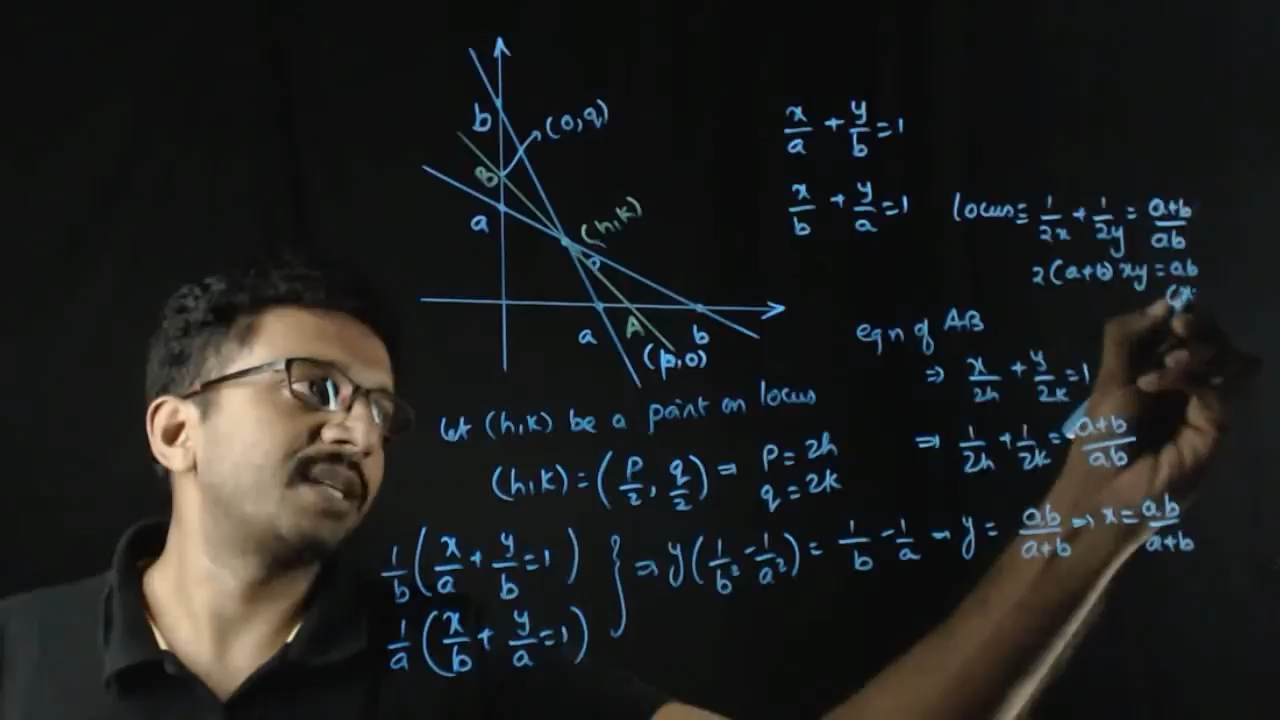 b
(0,q)
B
a
(h,k)
a
A
b
(p,0)
x/a + y/b = 1
x/b + y/a = 1
locus = 1/2x + 1/2y = a+b/ab
2(a+b) xy = ab
(x
eqn of AB
⇒ x/2h + y/2k = 1
⇒ 1/2h + 1/2k = a+b/ab
let (h,k) be a point on locus
(h,k) = (p/2, q/2) ⇒ p = 2h
q = 2k
1/b (x/a + y/b = 1)
1/a (x/b + y/a = 1)
} ⇒ y(1/b² - 1/a²) = 1/b - 1/a ⇒ y = ab/a+b ⇒ x = ab/a+b